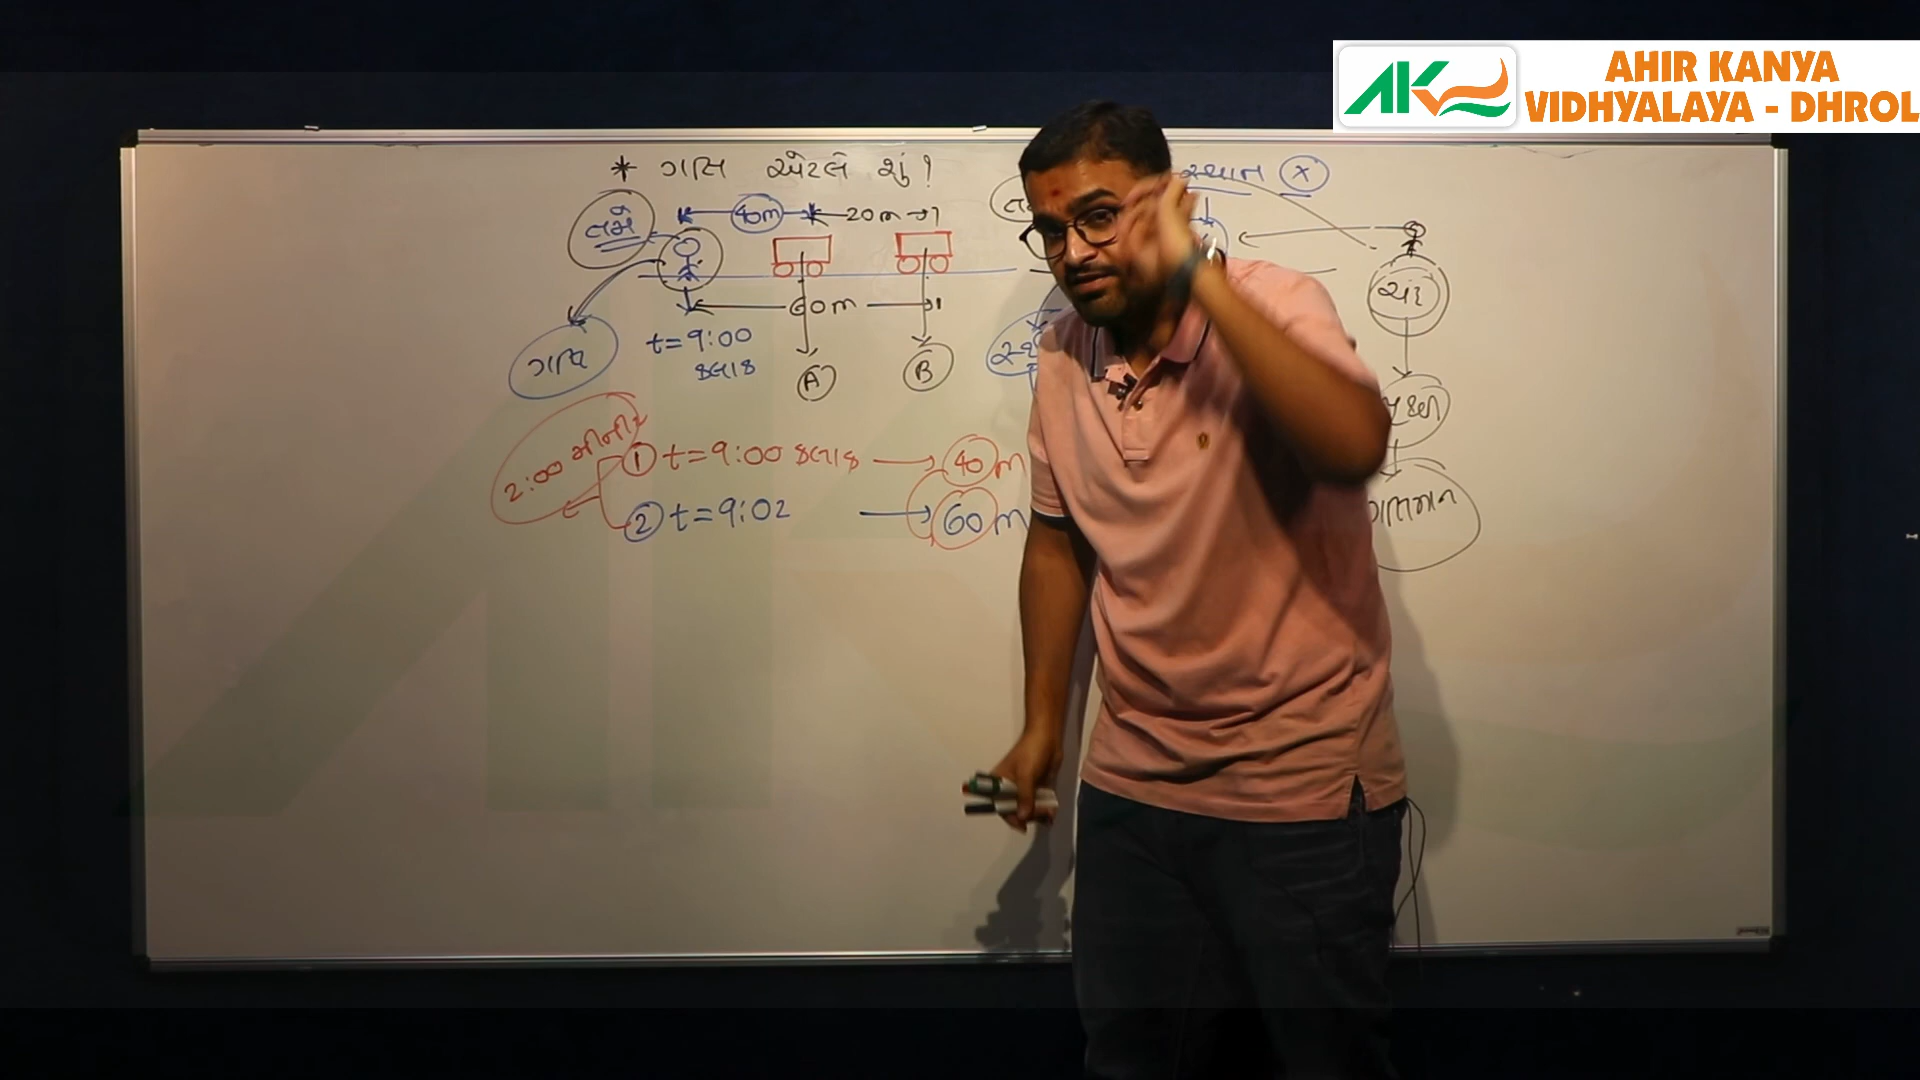 AHIR KANYA
VIDHYALAYA - DHROL
* ગતિ એટલે શું?
સ્થાન X
તમે
40m
20m
60m
ગતિ
t=9:00
કલાક
A
B
ચંદ્ર
2:00 મીનીટ
1 t=9:00 કલાક → 40m
2 t=9:02 → 60m
ગતિમાન